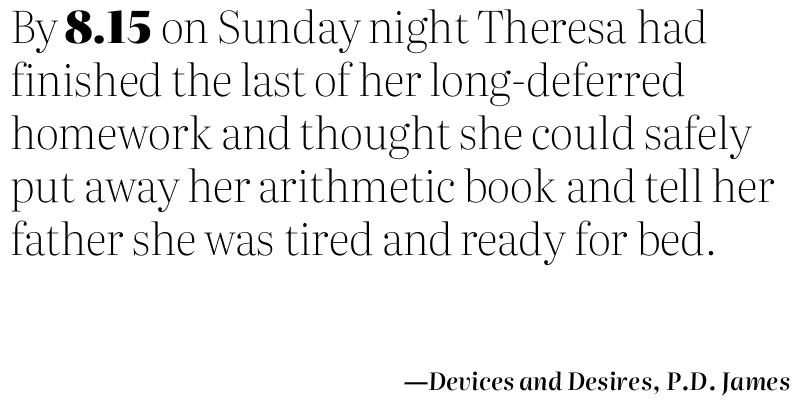 By 8.15 on Sunday night Theresa had
finished the last of her long-deferred
homework and thought she could safely
put away her arithmetic book and tell her
father she was tired and ready for bed.
—Devices and Desires, P.D. James